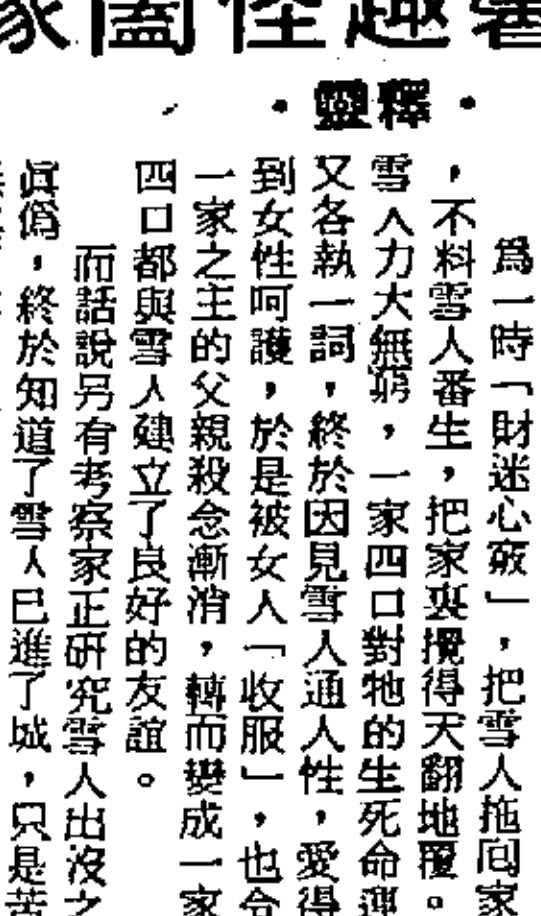 家闔怪趣署
・靈釋・
爲一時「財迷心竅」，把雪人拖囘家
，不料雪人番生，把家裏攪得天翻地覆。
雪人力大無窮，一家四口對牠的生死命運
又各執一詞，終於因見雪人通人性，愛得
到女性呵護，於是被女人「收服」，也令
一家之主的父親殺念漸消，轉而變成一家
四口都與雪人建立了良好的友誼。
而話說另有考察家正研究雪人出沒之
眞僞，終於知道了雪人已進了城，只是苦